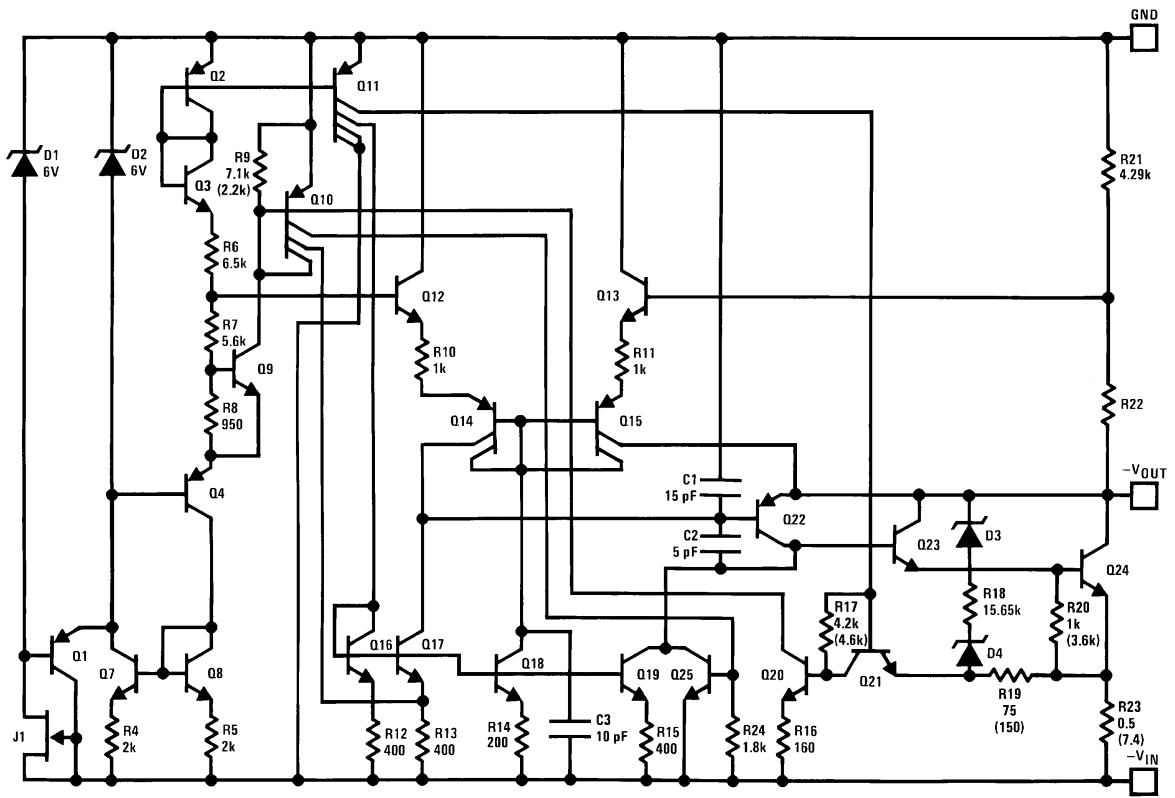 GND
Q2
Q11
D1
6V
D2
6V
R9
7.1k
(2.2k)
Q3
Q10
R21
4.29k
R6
6.5k
Q12
Q13
R7
5.6k
Q9
R10
1k
R11
1k
R8
950
Q14
Q15
R22
Q4
C1
15 pF
-VOUT
Q22
C2
5 pF
Q23
D3
Q24
R18
15.65k
R20
1k
(3.6k)
R17
4.2k
(4.6k)
Q1
Q7
Q8
Q16
Q17
Q18
Q19
Q25
Q20
Q21
D4
R19
75
(150)
J1
R4
2k
R5
2k
R12
400
R13
400
R14
200
C3
10 pF
R15
400
R24
1.8k
R16
160
R23
0.5
(7.4)
-VIN